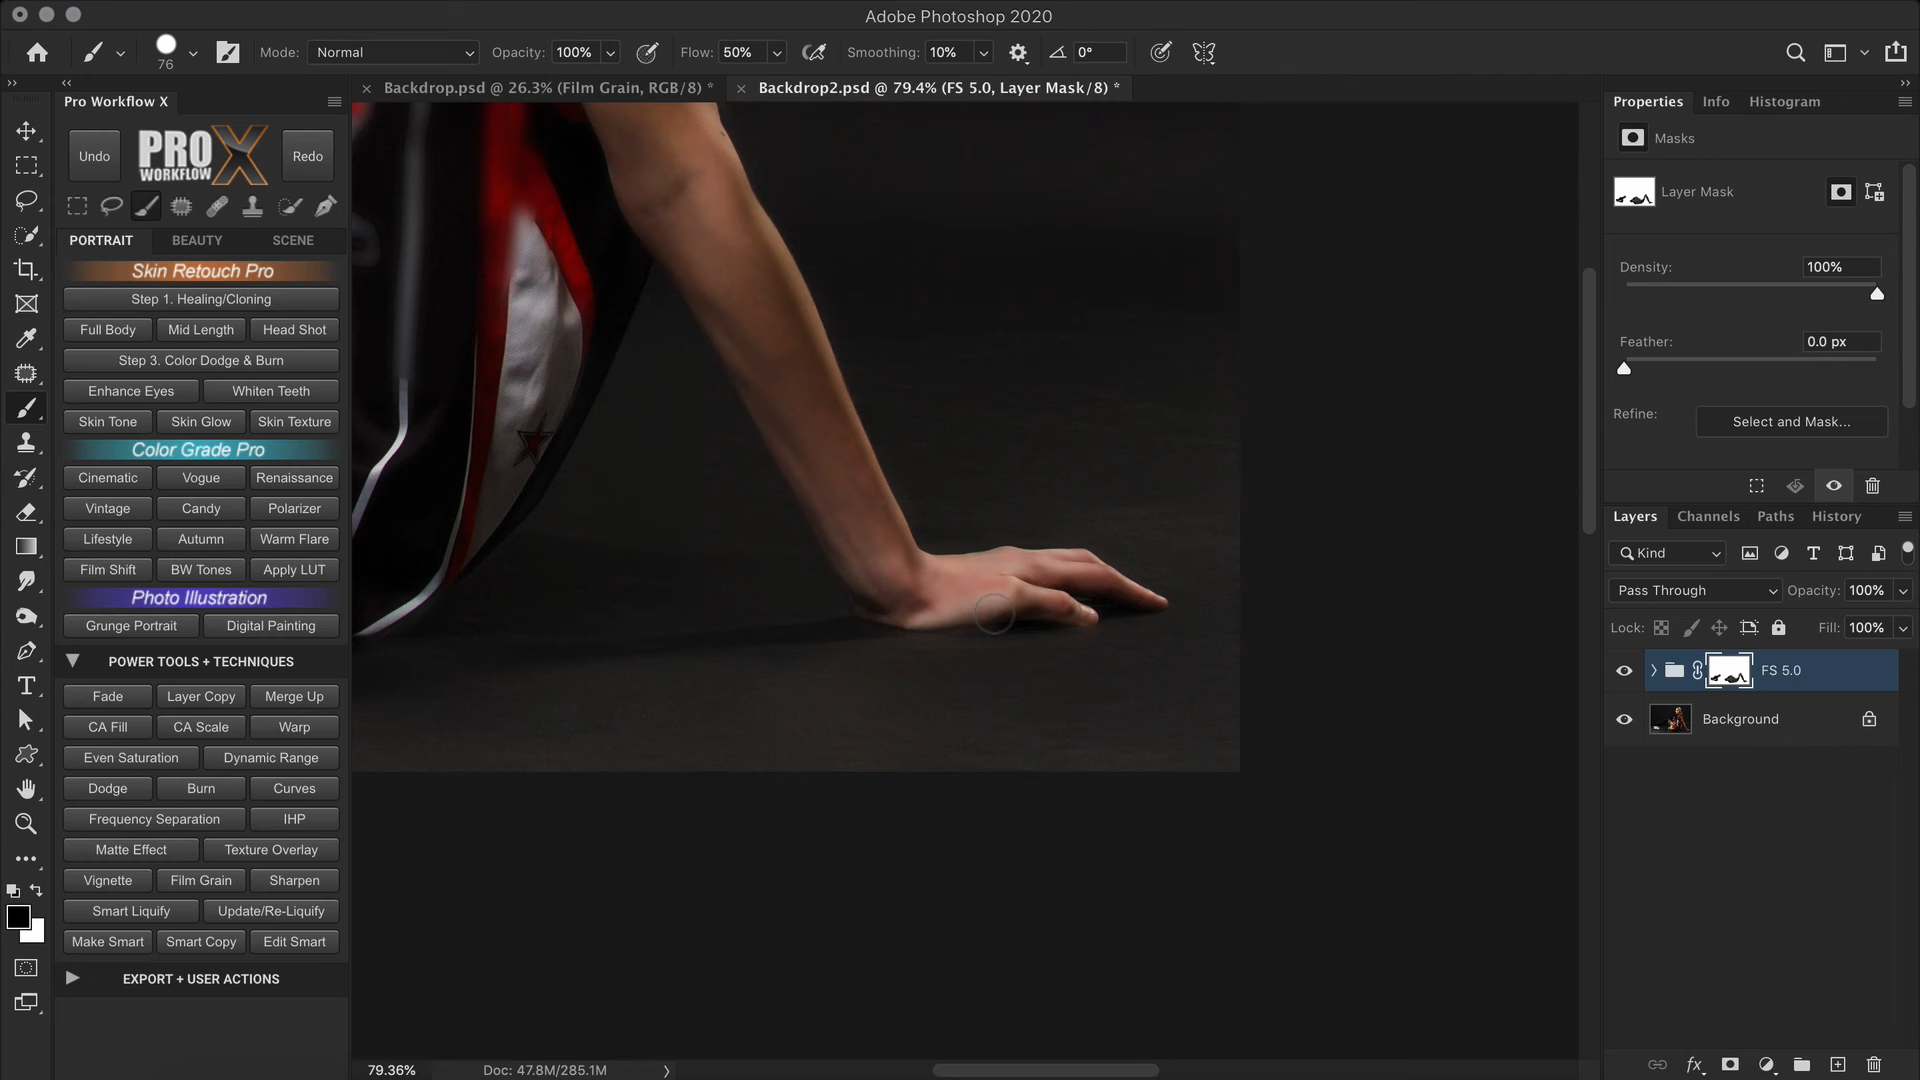 Adobe Photoshop 2020
76
Mode: Normal
Opacity: 100%
Flow: 50%
Smoothing: 10%
0°
Pro Workflow X
Backdrop.psd @ 26.3% (Film Grain, RGB/8) *
Backdrop2.psd @ 79.4% (FS 5.0, Layer Mask/8) *
Undo
PRO WORKFLOW X
Redo
PORTRAIT BEAUTY SCENE
Skin Retouch Pro
Step 1. Healing/Cloning
Full Body Mid Length Head Shot
Step 3. Color Dodge & Burn
Enhance Eyes Whiten Teeth
Skin Tone Skin Glow Skin Texture
Color Grade Pro
Cinematic Vogue Renaissance
Vintage Candy Polarizer
Lifestyle Autumn Warm Flare
Film Shift BW Tones Apply LUT
Photo Illustration
Grunge Portrait Digital Painting
POWER TOOLS + TECHNIQUES
Fade Layer Copy Merge Up
CA Fill CA Scale Warp
Even Saturation Dynamic Range
Dodge Burn Curves
Frequency Separation IHP
Matte Effect Texture Overlay
Vignette Film Grain Sharpen
Smart Liquify Update/Re-Liquify
Make Smart Smart Copy Edit Smart
EXPORT + USER ACTIONS
79.36% Doc: 47.8M/285.1M
Properties Info Histogram
Masks
Layer Mask
Density: 100%
Feather: 0.0 px
Refine: Select and Mask...
Layers Channels Paths History
Kind
Pass Through Opacity: 100%
Lock: Fill: 100%
FS 5.0
Background